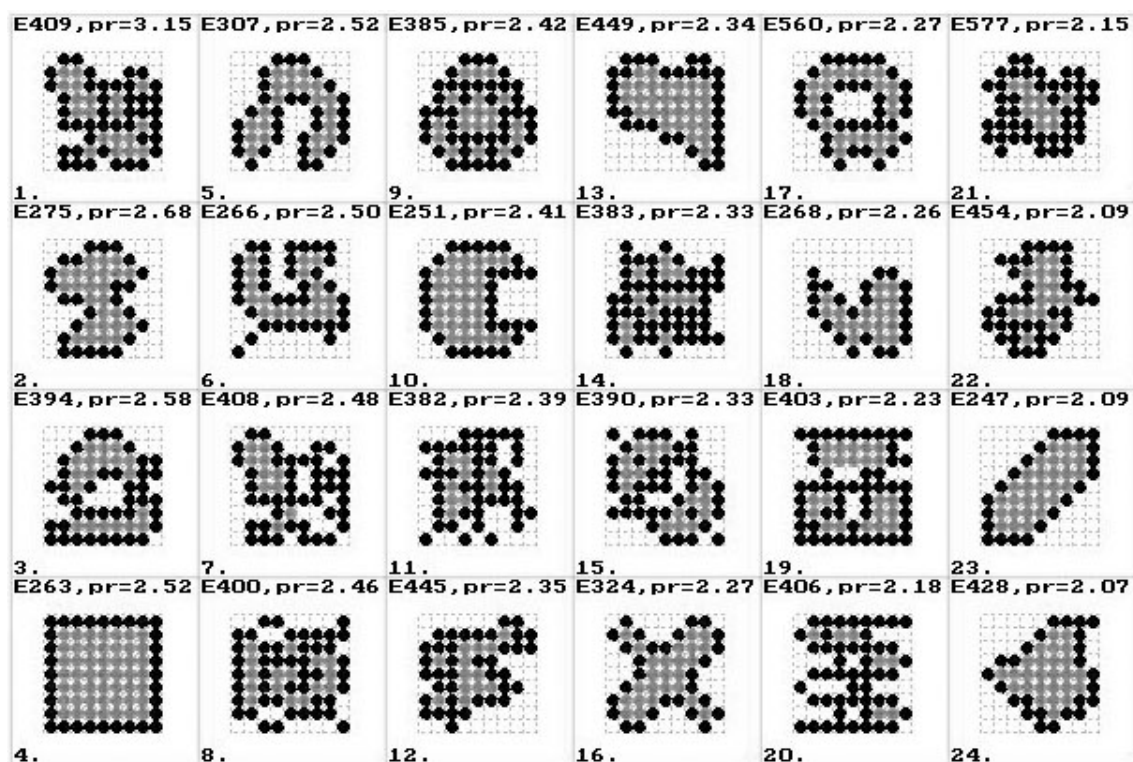 E409,pr=3.15 E307,pr=2.52 E385,pr=2.42 E449,pr=2.34 E560,pr=2.27 E577,pr=2.15
1. 5. 9. 13. 17. 21.
E275,pr=2.68 E266,pr=2.50 E251,pr=2.41 E383,pr=2.33 E268,pr=2.26 E454,pr=2.09
2. 6. 10. 14. 18. 22.
E394,pr=2.58 E408,pr=2.48 E382,pr=2.39 E390,pr=2.33 E403,pr=2.23 E247,pr=2.09
3. 7. 11. 15. 19. 23.
E263,pr=2.52 E400,pr=2.46 E445,pr=2.35 E324,pr=2.27 E406,pr=2.18 E428,pr=2.07
4. 8. 12. 16. 20. 24.